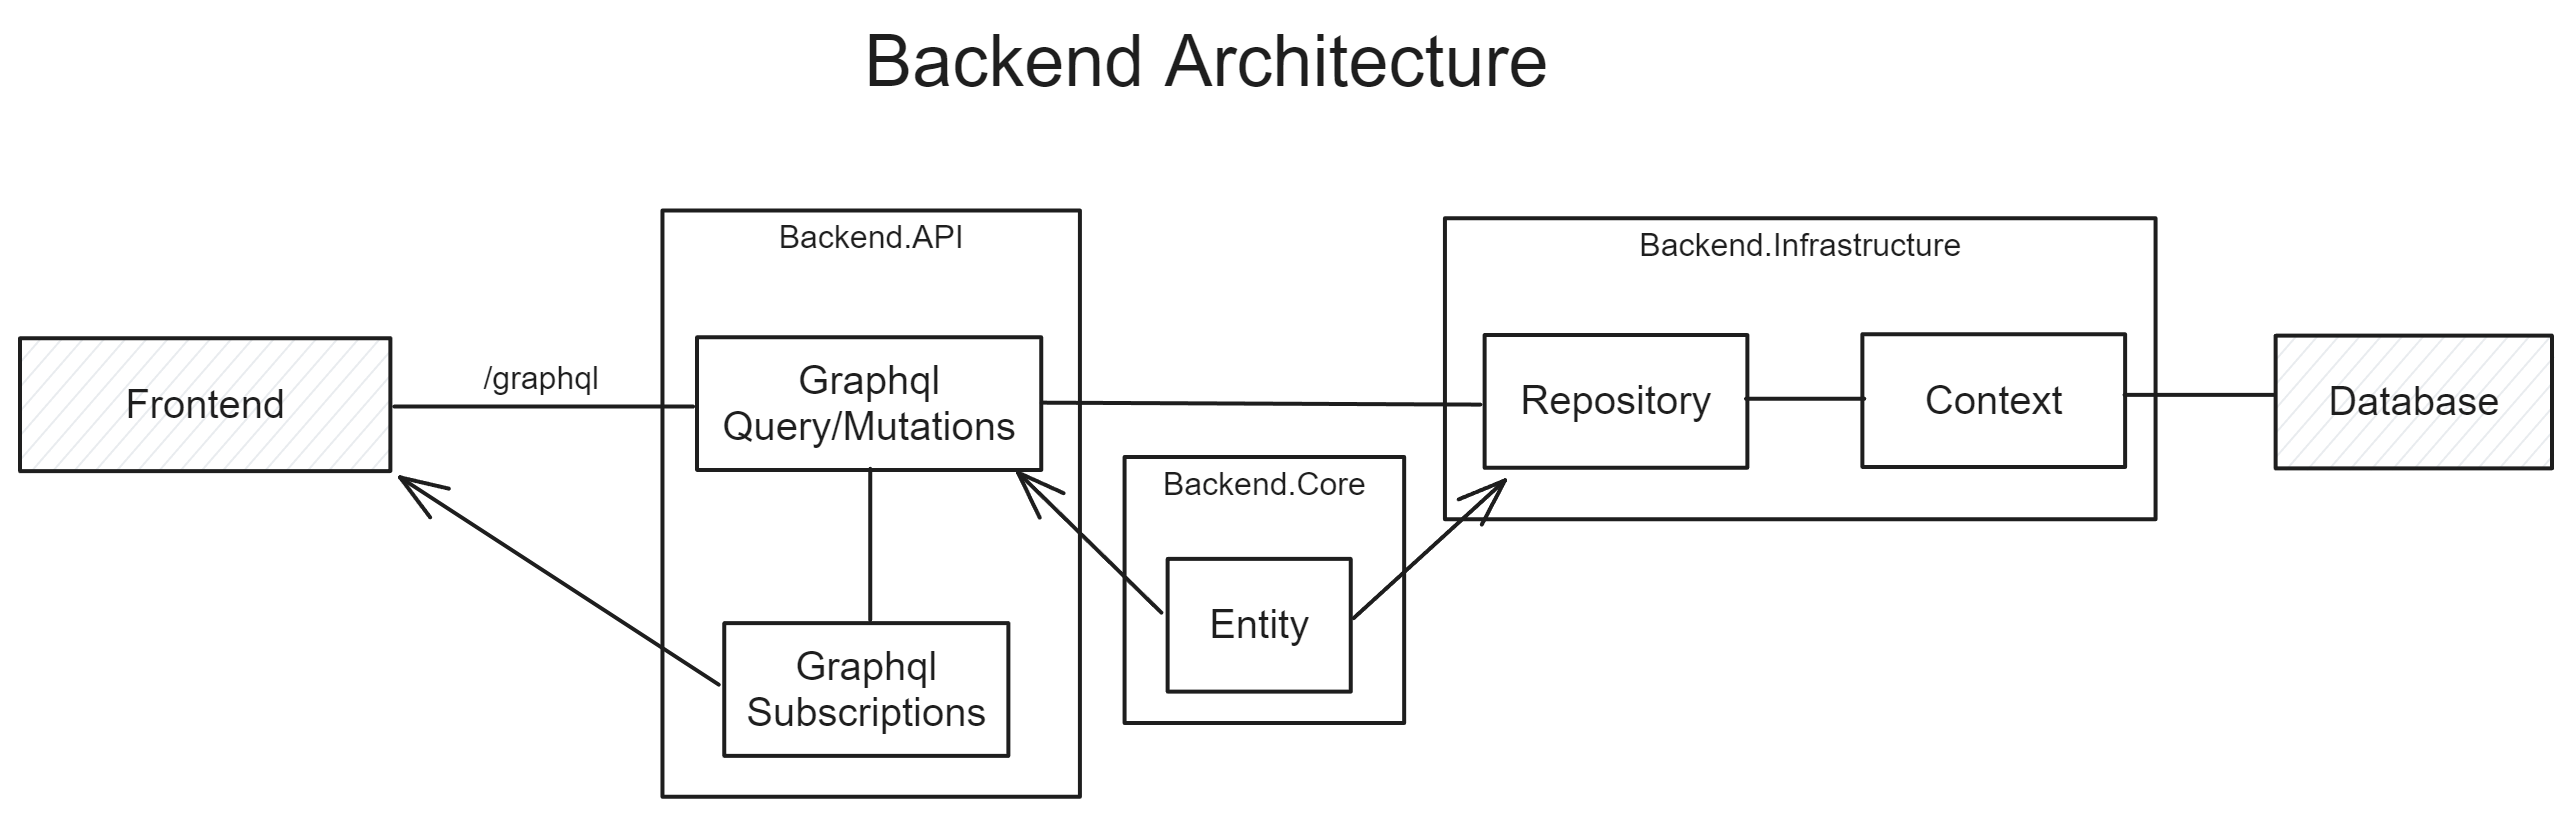 Backend Architecture
Backend.API
Backend.Infrastructure
Frontend
/graphql
Graphql
Query/Mutations
Repository
Context
Database
Backend.Core
Entity
Graphql
Subscriptions